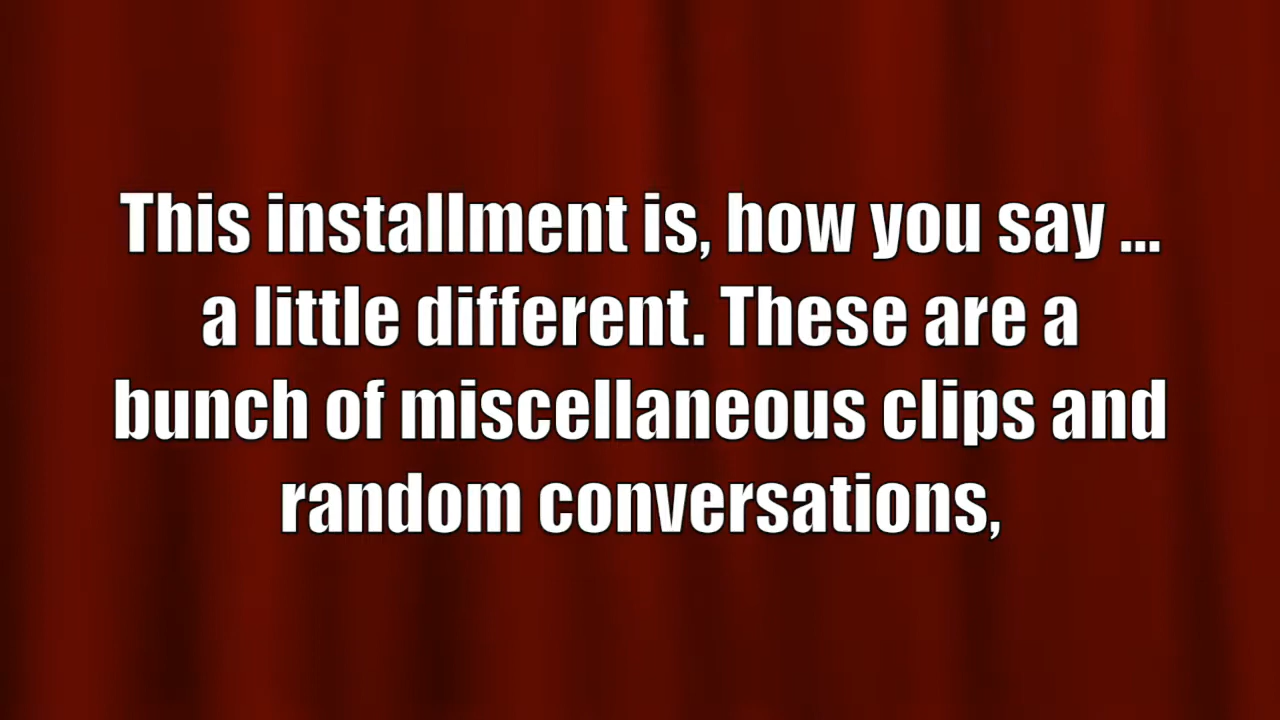 This installment is, how you say ...
a little different. These are a
bunch of miscellaneous clips and
random conversations,